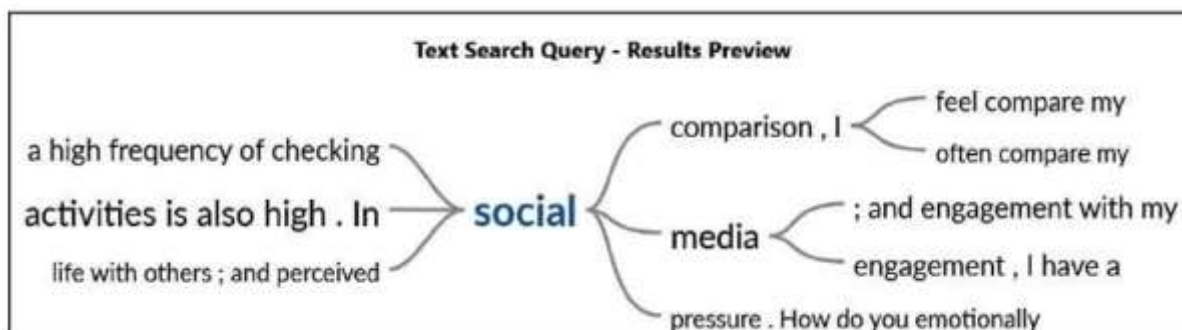 Text Search Query - Results Preview
a high frequency of checking
activities is also high . In
life with others ; and perceived
social
comparison , I
feel compare my
often compare my
media
; and engagement with my
engagement , I have a
pressure . How do you emotionally